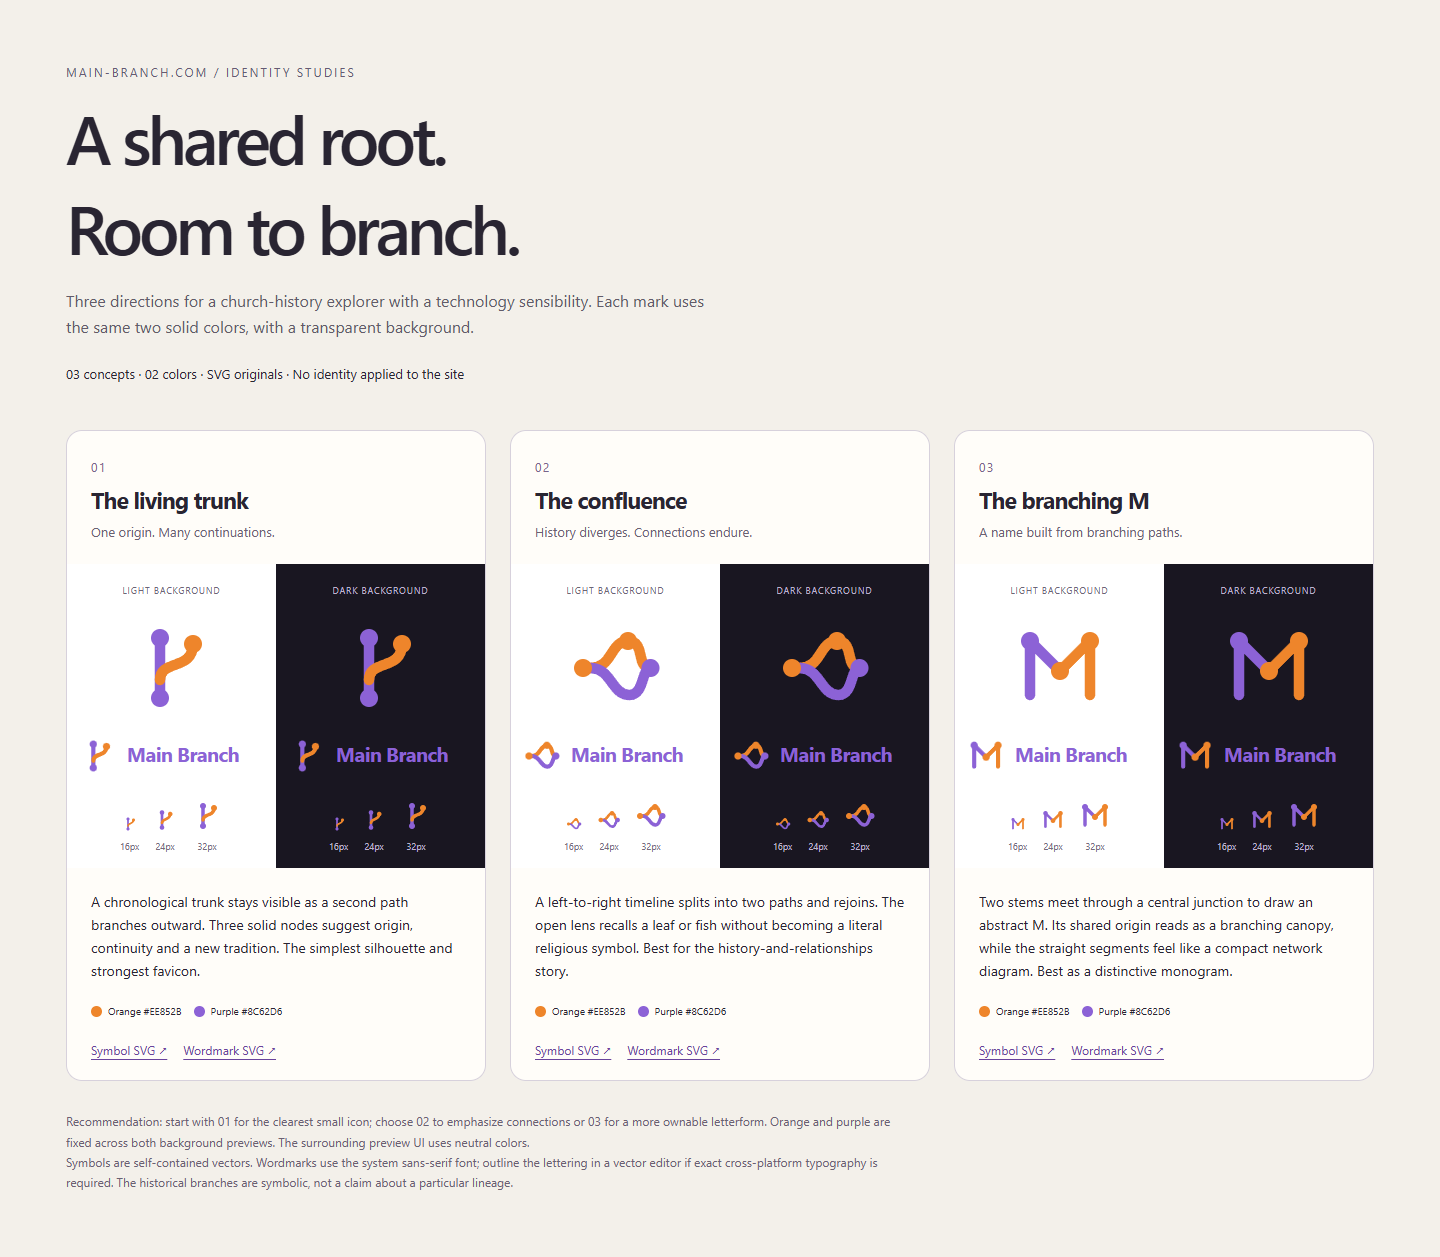 MAIN-BRANCH.COM / IDENTITY STUDIES
A shared root.
Room to branch.
Three directions for a church-history explorer with a technology sensibility. Each mark uses
the same two solid colors, with a transparent background.
03 concepts · 02 colors · SVG originals · No identity applied to the site
01
The living trunk
One origin. Many continuations.
LIGHT BACKGROUND
DARK BACKGROUND
Main Branch
Main Branch
16px 24px 32px
16px 24px 32px
A chronological trunk stays visible as a second path
branches outward. Three solid nodes suggest origin,
continuity and a new tradition. The simplest silhouette and
strongest favicon.
Orange #EE852B Purple #8C62D6
Symbol SVG ↗ Wordmark SVG ↗
02
The confluence
History diverges. Connections endure.
LIGHT BACKGROUND
DARK BACKGROUND
Main Branch
Main Branch
16px 24px 32px
16px 24px 32px
A left-to-right timeline splits into two paths and rejoins. The
open lens recalls a leaf or fish without becoming a literal
religious symbol. Best for the history-and-relationships
story.
Orange #EE852B Purple #8C62D6
Symbol SVG ↗ Wordmark SVG ↗
03
The branching M
A name built from branching paths.
LIGHT BACKGROUND
DARK BACKGROUND
Main Branch
Main Branch
16px 24px 32px
16px 24px 32px
Two stems meet through a central junction to draw an
abstract M. Its shared origin reads as a branching canopy,
while the straight segments feel like a compact network
diagram. Best as a distinctive monogram.
Orange #EE852B Purple #8C62D6
Symbol SVG ↗ Wordmark SVG ↗
Recommendation: start with 01 for the clearest small icon; choose 02 to emphasize connections or 03 for a more ownable letterform. Orange and purple are
fixed across both background previews. The surrounding preview UI uses neutral colors.
Symbols are self-contained vectors. Wordmarks use the system sans-serif font; outline the lettering in a vector editor if exact cross-platform typography is
required. The historical branches are symbolic, not a claim about a particular lineage.